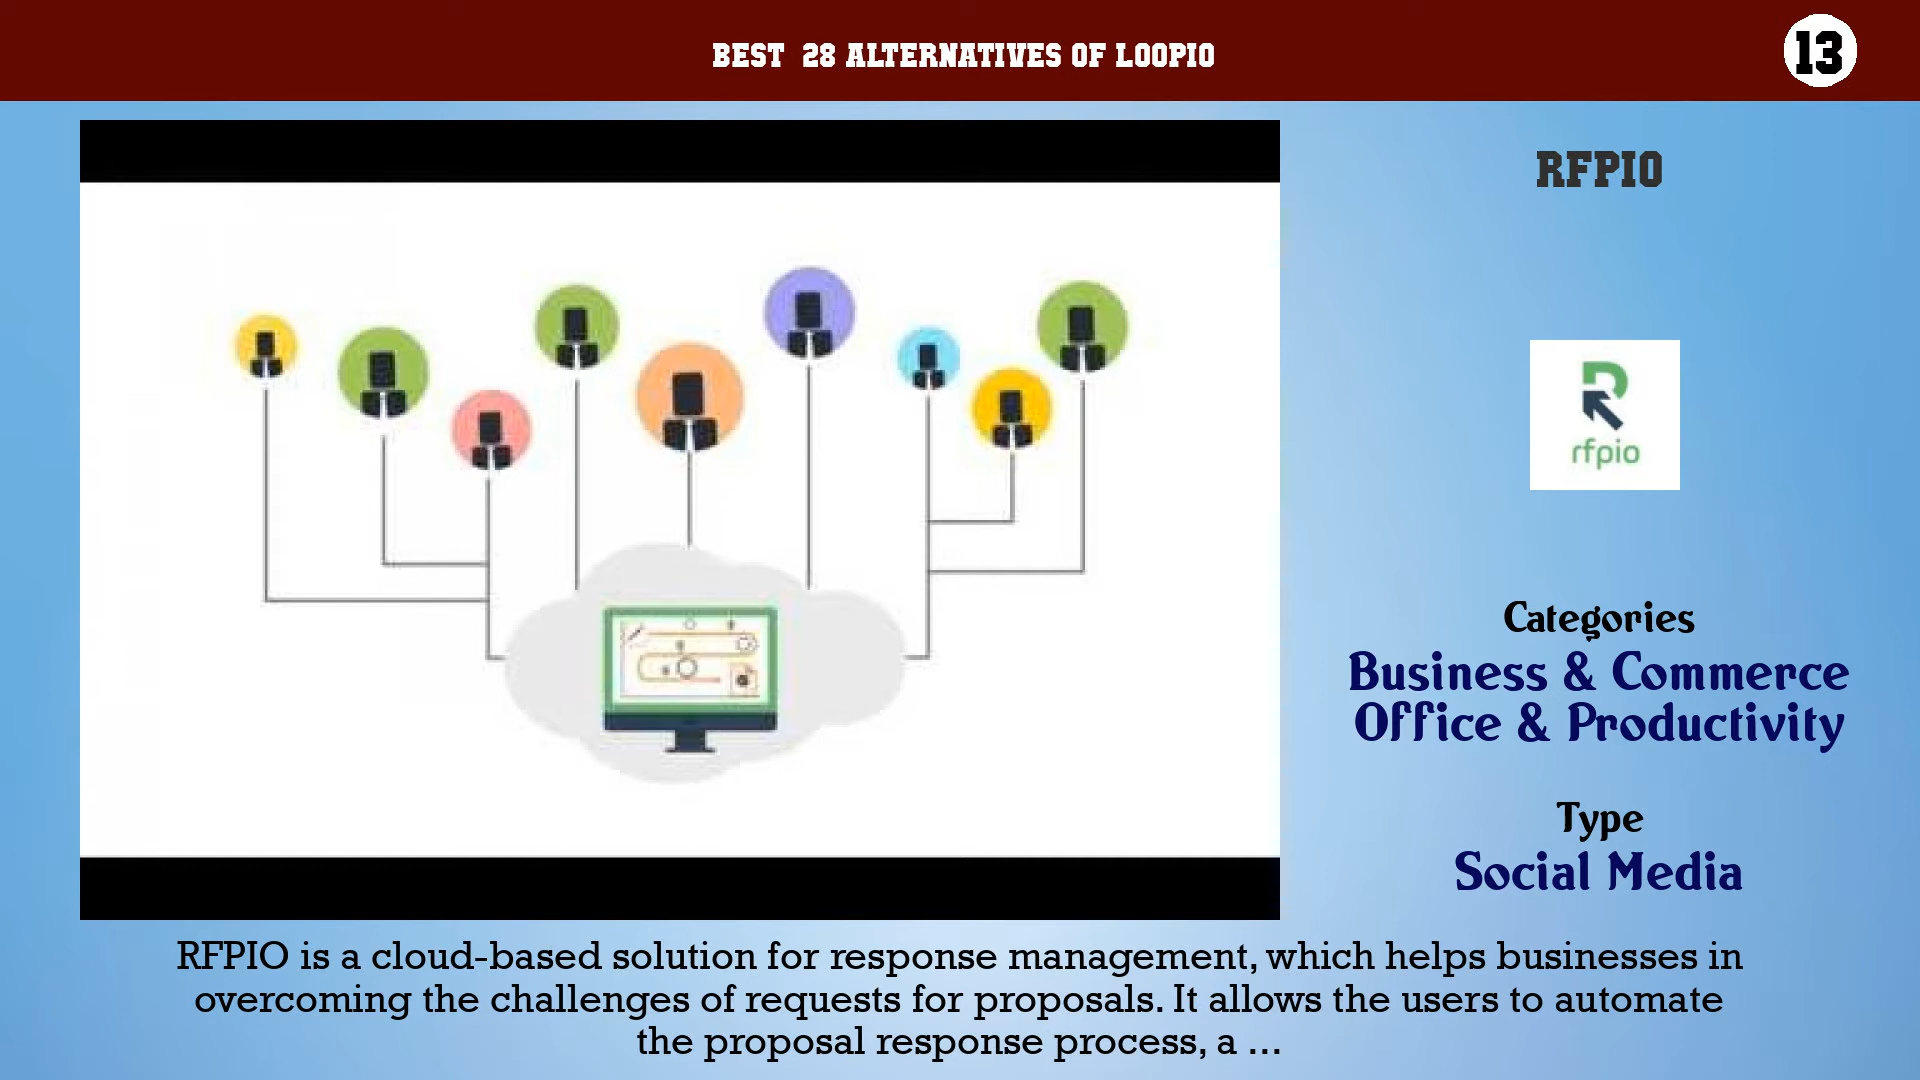 BEST 28 ALTERNATIVES OF LOOPIO
13
RFPIO
rfpio
Categories
Business & Commerce
Office & Productivity
Type
Social Media
RFPIO is a cloud-based solution for response management, which helps businesses in
overcoming the challenges of requests for proposals. It allows the users to automate
the proposal response process, a ...